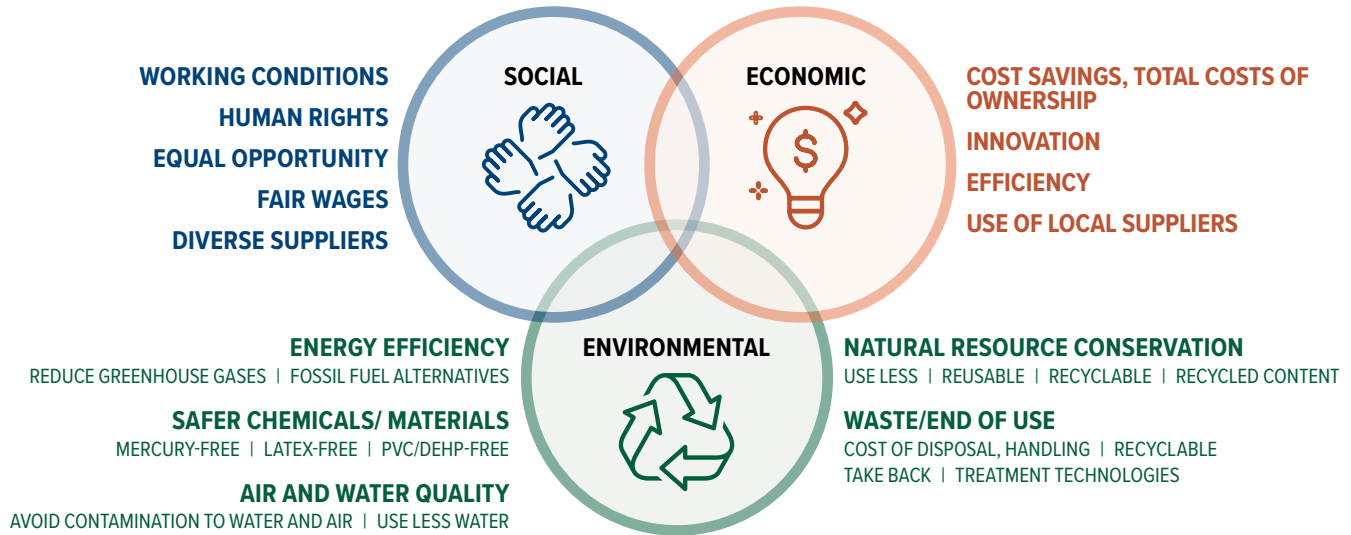 SOCIAL
WORKING CONDITIONS
HUMAN RIGHTS
EQUAL OPPORTUNITY
FAIR WAGES
DIVERSE SUPPLIERS
ECONOMIC
$
COST SAVINGS, TOTAL COSTS OF
OWNERSHIP
INNOVATION
EFFICIENCY
USE OF LOCAL SUPPLIERS
ENVIRONMENTAL
ENERGY EFFICIENCY
REDUCE GREENHOUSE GASES | FOSSIL FUEL ALTERNATIVES
SAFER CHEMICALS/ MATERIALS
MERCURY-FREE | LATEX-FREE | PVC/DEHP-FREE
AIR AND WATER QUALITY
AVOID CONTAMINATION TO WATER AND AIR | USE LESS WATER
NATURAL RESOURCE CONSERVATION
USE LESS | REUSABLE | RECYCLABLE | RECYCLED CONTENT
WASTE/END OF USE
COST OF DISPOSAL, HANDLING | RECYCLABLE
TAKE BACK | TREATMENT TECHNOLOGIES